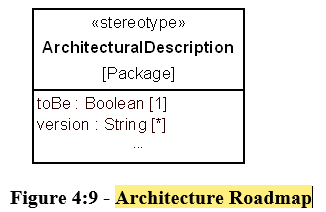 «stereotype»
ArchitecturalDescription
[Package]
toBe : Boolean [1]
version : String [*]
...
Figure 4:9 - Architecture Roadmap